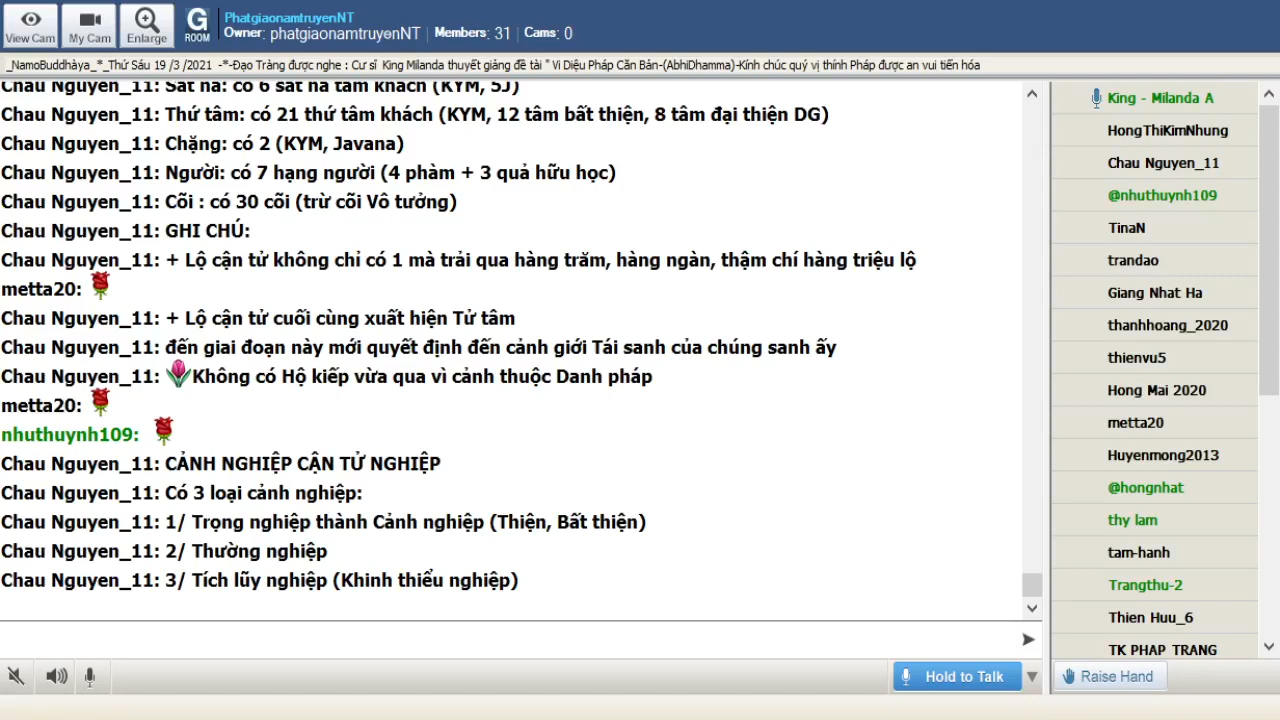 View Cam
My Cam
Enlarge
G
ROOM
PhatgiaonamtruyenNT
Owner: phatgiaonamtruyenNT | Members: 31 | Cams: 0
_NamoBuddhàya_*_Thứ Sáu 19 /3 /2021 -*-Đạo Tràng được nghe : Cư sĩ King Milanda thuyết giảng đề tài " Vi Diệu Pháp Căn Bản-(AbhiDhamma)-Kính chúc quý vị thính Pháp được an vui tiến hóa
Chau Nguyen_11: Sát na: có 6 sát na tâm khách (KYM, 5J)
Chau Nguyen_11: Thứ tâm: có 21 thứ tâm khách (KYM, 12 tâm bất thiện, 8 tâm đại thiện DG)
Chau Nguyen_11: Chặng: có 2 (KYM, Javana)
Chau Nguyen_11: Người: có 7 hạng người (4 phàm + 3 quả hữu học)
Chau Nguyen_11: Cõi : có 30 cõi (trừ cõi Vô tưởng)
Chau Nguyen_11: GHI CHÚ:
Chau Nguyen_11: + Lộ cận tử không chỉ có 1 mà trải qua hàng trăm, hàng ngàn, thậm chí hàng triệu lộ
metta20:
Chau Nguyen_11: + Lộ cận tử cuối cùng xuất hiện Tử tâm
Chau Nguyen_11: đến giai đoạn này mới quyết định đến cảnh giới Tái sanh của chúng sanh ấy
Chau Nguyen_11: Không có Hộ kiếp vừa qua vì cảnh thuộc Danh pháp
metta20:
nhuthuynh109:
Chau Nguyen_11: CẢNH NGHIỆP CẬN TỬ NGHIỆP
Chau Nguyen_11: Có 3 loại cảnh nghiệp:
Chau Nguyen_11: 1/ Trọng nghiệp thành Cảnh nghiệp (Thiện, Bất thiện)
Chau Nguyen_11: 2/ Thường nghiệp
Chau Nguyen_11: 3/ Tích lũy nghiệp (Khinh thiểu nghiệp)
King - Milanda A
HongThiKimNhung
Chau Nguyen_11
@nhuthuynh109
TinaN
trandao
Giang Nhat Ha
thanhhoang_2020
thienvu5
Hong Mai 2020
metta20
Huyenmong2013
@hongnhat
thy lam
tam-hanh
Trangthu-2
Thien Huu_6
TK PHAP TRANG
Hold to Talk
Raise Hand